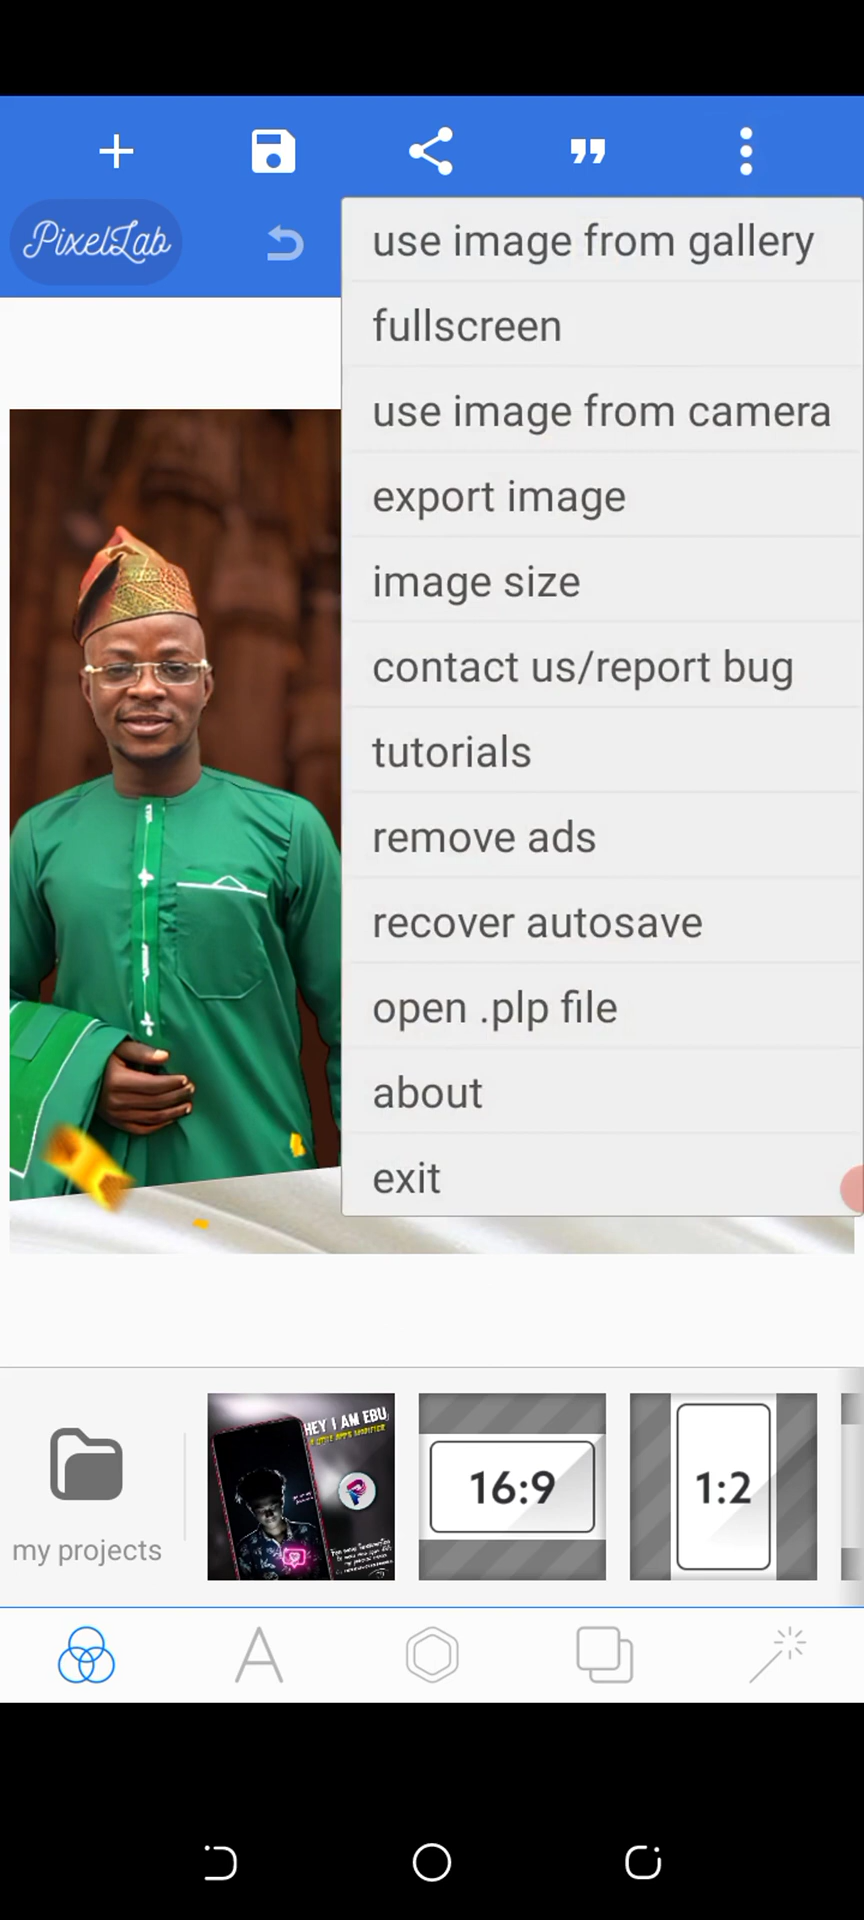 PixelLab
use image from gallery
fullscreen
use image from camera
export image
image size
contact us/report bug
tutorials
remove ads
recover autosave
open .plp file
about
exit
my projects
HEY I AM EBU,
16:9
1:2